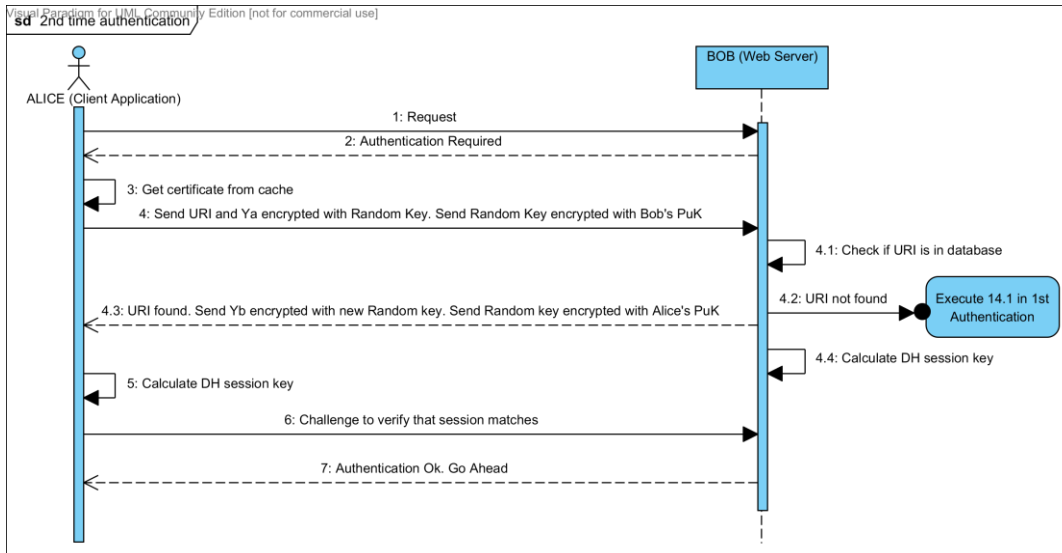 Visual Paradigm for UML Community Edition [not for commercial use]
sd 2nd time authentication
BOB (Web Server)
ALICE (Client Application)
1: Request
2: Authentication Required
3: Get certificate from cache
4: Send URI and Ya encrypted with Random Key. Send Random Key encrypted with Bob's PuK
4.1: Check if URI is in database
4.2: URI not found
Execute 14.1 in 1st
Authentication
4.3: URI found. Send Yb encrypted with new Random key. Send Random key encrypted with Alice's PuK
4.4: Calculate DH session key
5: Calculate DH session key
6: Challenge to verify that session matches
7: Authentication Ok. Go Ahead